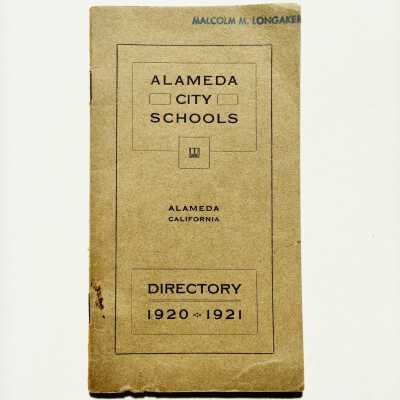 MALCOLM M. LONGAKER
ALAMEDA
CITY
SCHOOLS
ALAMEDA
CALIFORNIA
DIRECTORY
1920 1921